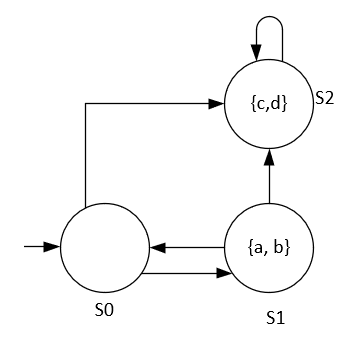 {c,d}
S2
{a, b}
S0
S1